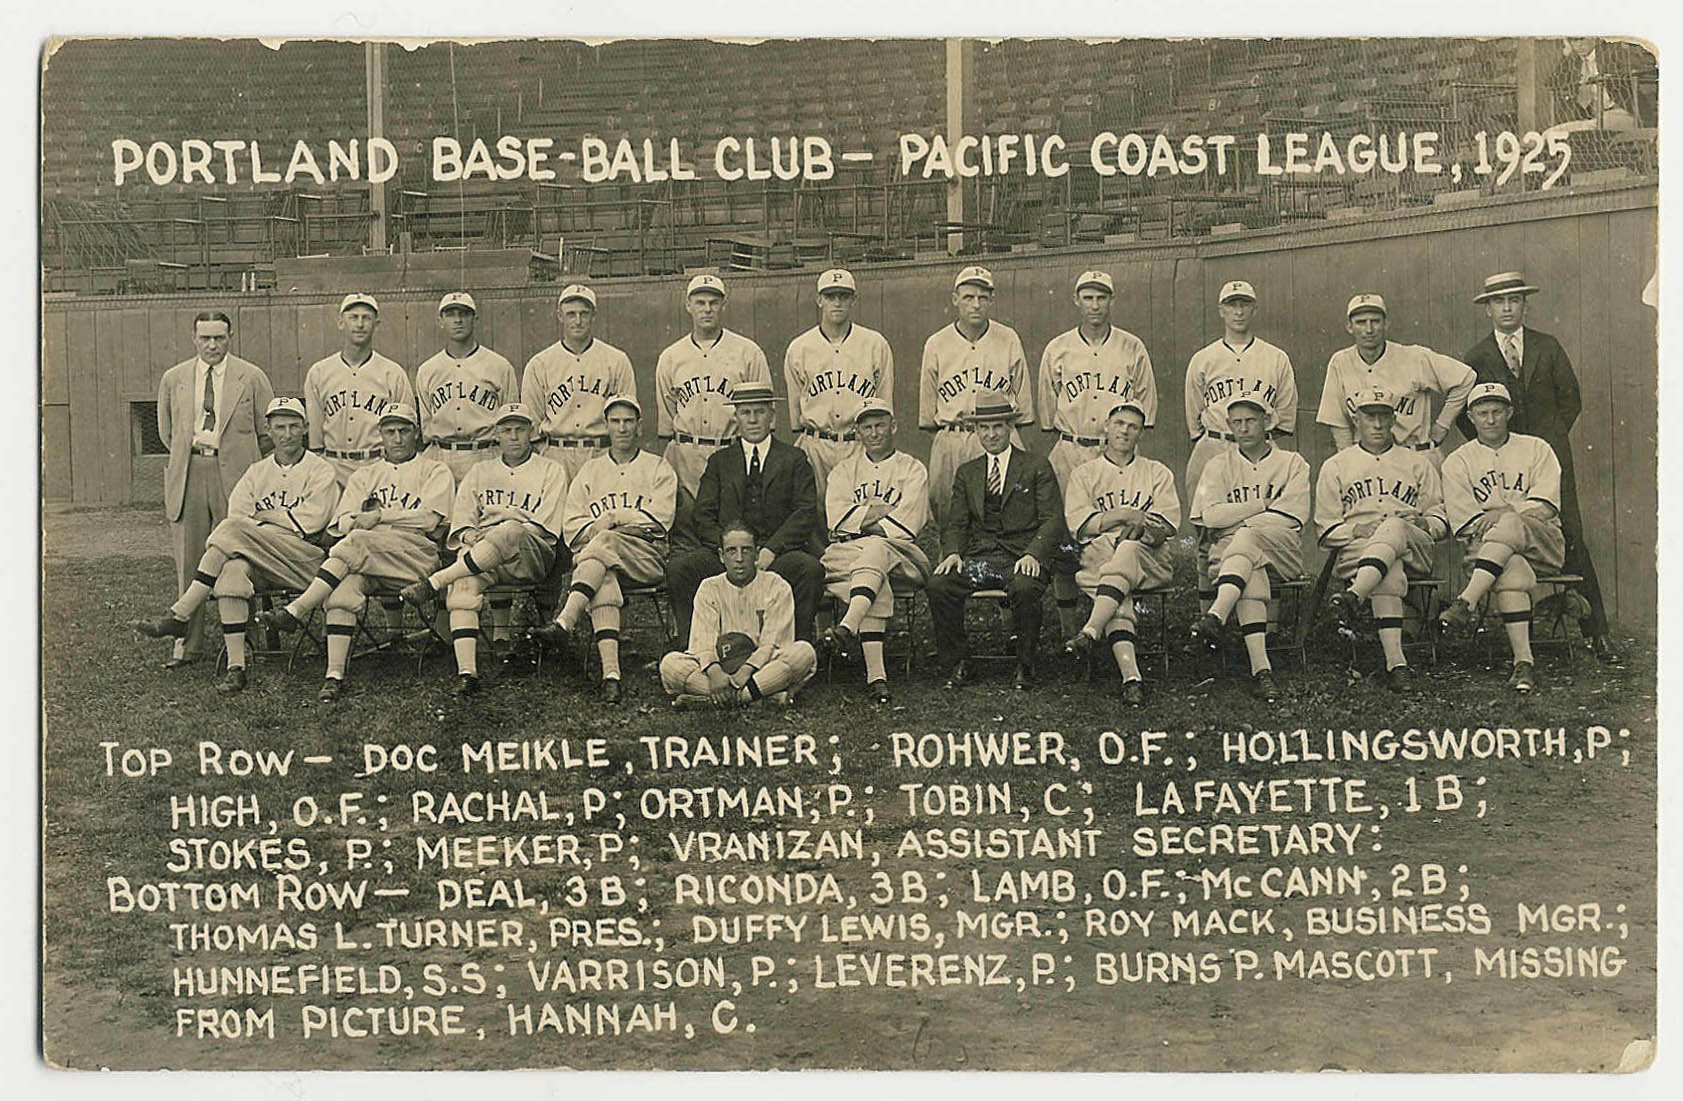 PORTLAND BASE-BALL CLUB - PACIFIC COAST LEAGUE, 1925
TOP ROW - DOC MEIKLE, TRAINER; ROHWER, O.F.; HOLLINGSWORTH, P;
HIGH, O.F.; RACHAL, P; ORTMAN, P.; TOBIN, C; LAFAYETTE, 1B;
STOKES, P.; MEEKER, P; VRANIZAN, ASSISTANT SECRETARY:
BOTTOM ROW - DEAL, 3B; RICONDA, 3B; LAMB, O.F.; McCANN, 2B;
THOMAS L. TURNER, PRES.; DUFFY LEWIS, MGR.; ROY MACK, BUSINESS MGR.;
HUNNEFIELD, S.S; VARRISON, P.; LEVERENZ, P.; BURNS P. MASCOTT, MISSING
FROM PICTURE, HANNAH, C.